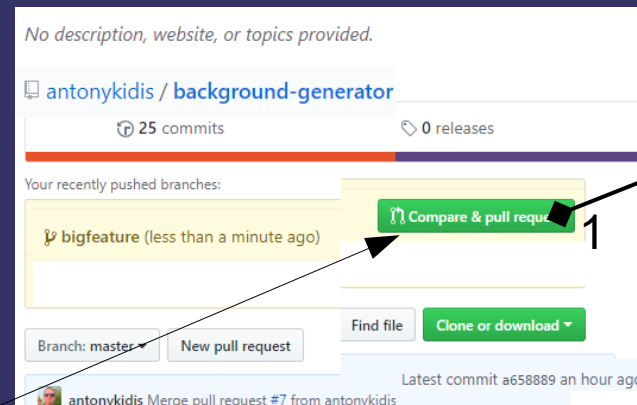 No description, website, or topics provided.
antonykidis / background-generator
25 commits
0 releases
Your recently pushed branches:
bigfeature (less than a minute ago)
Compare & pull
1
Find file
Clone or download
Branch: master
New pull request
Latest commit a658889 an hour ago
antonykidis Merge pull request #7 from antonykidis